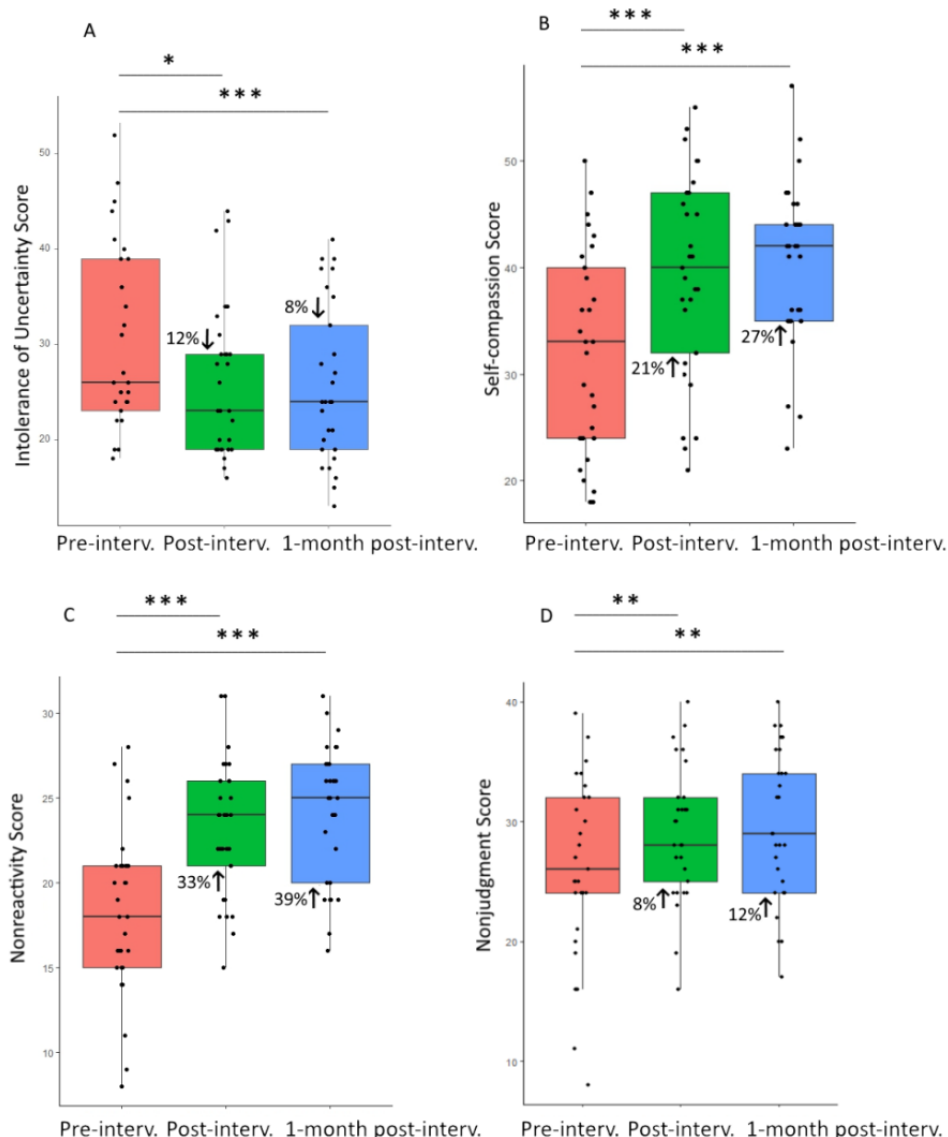 A
*
***
Intolerance of Uncertainty Score
50
40
30
20
12%
8%
Pre-interv. Post-interv. 1-month post-interv.
B
***
***
Self-compassion Score
50
40
30
20
21%
27%
Pre-interv. Post-interv. 1-month post-interv.
C
***
***
Nonreactivity Score
30
25
20
15
10
33%
39%
Pre-interv. Post-interv. 1-month post-interv.
D
**
**
Nonjudgment Score
40
30
20
10
8%
12%
Pre-interv. Post-interv. 1-month post-interv.